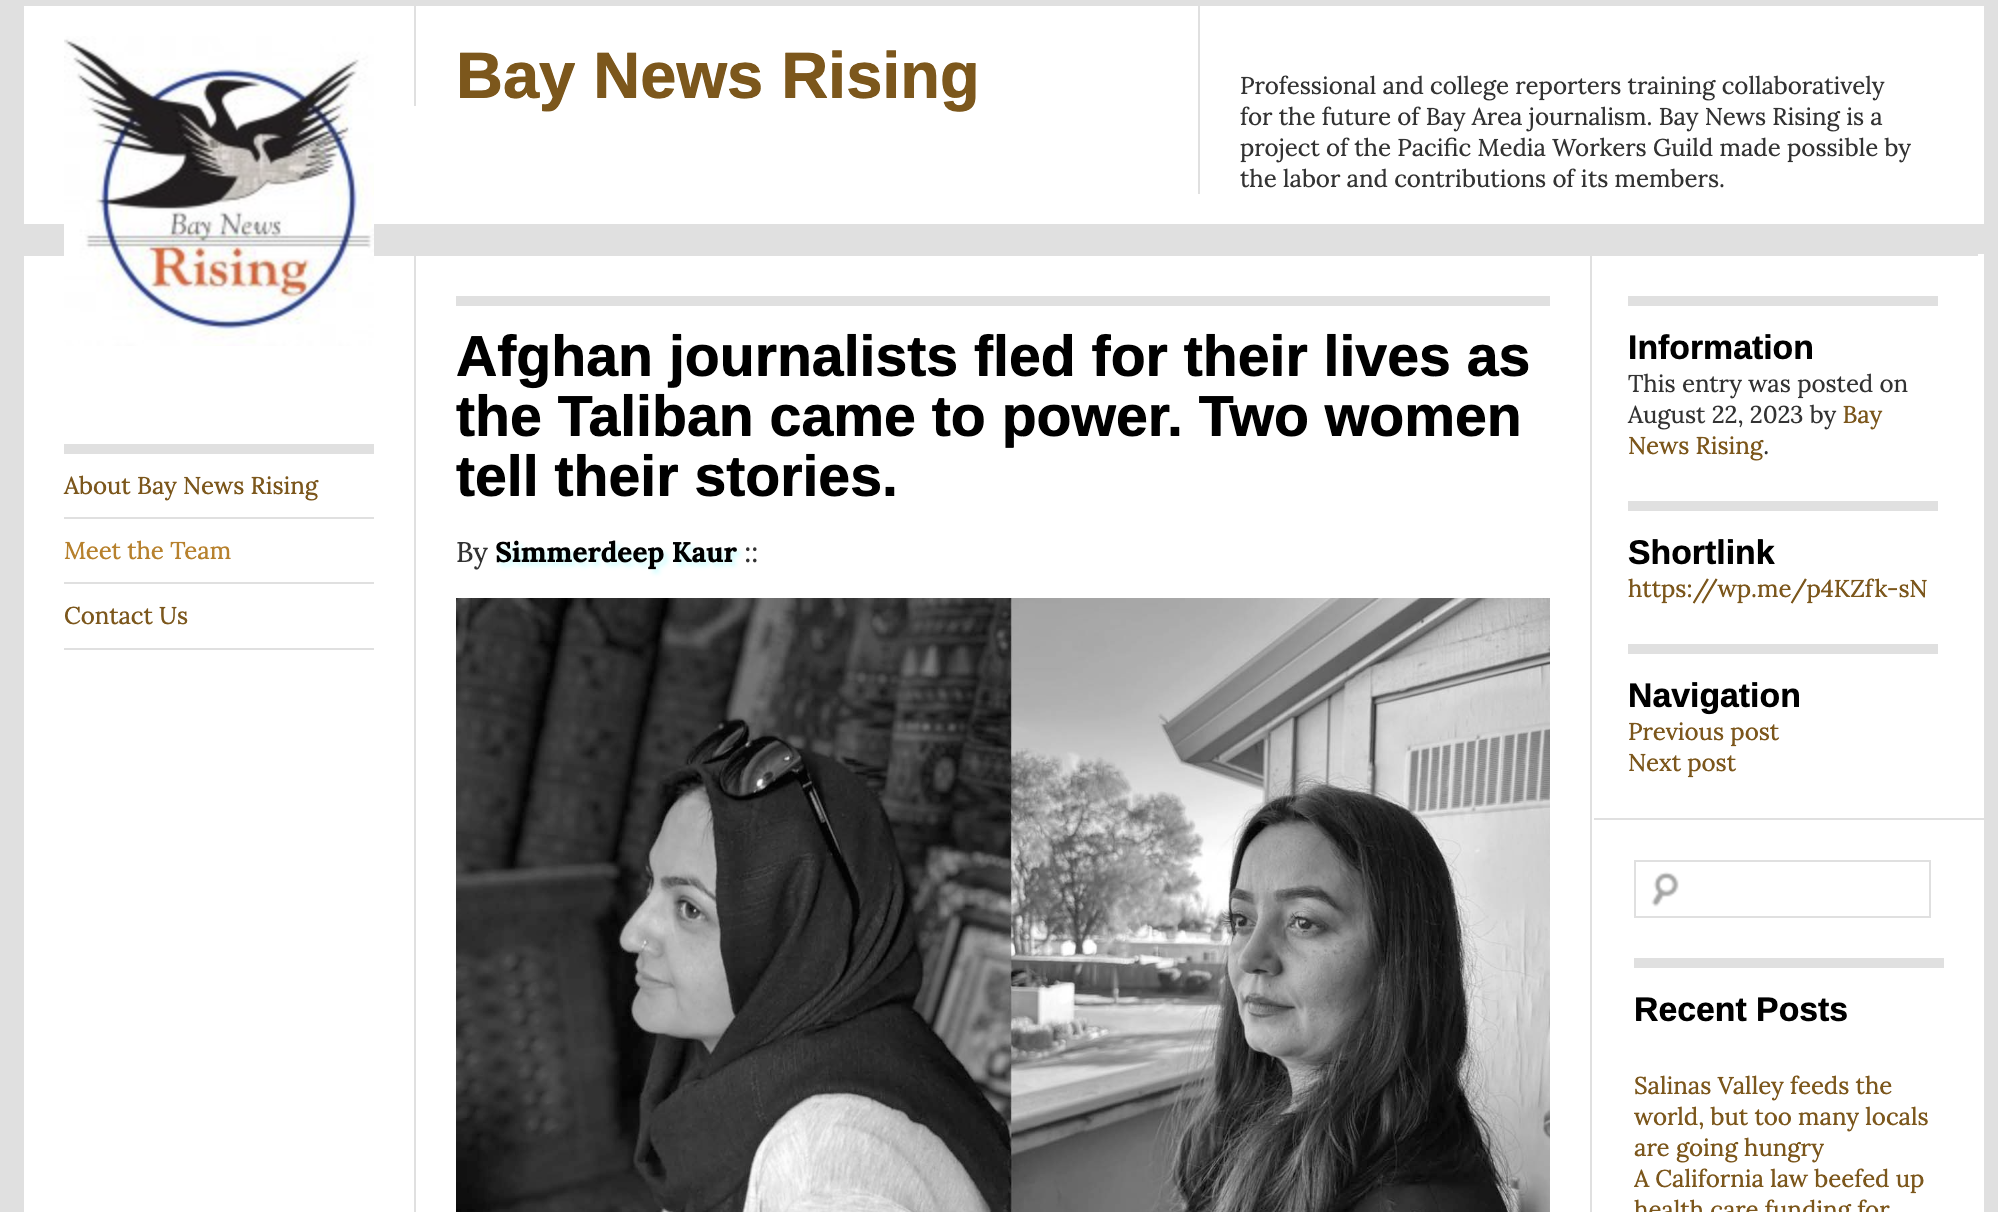 Bay News
Rising
Bay News Rising
Professional and college reporters training collaboratively
for the future of Bay Area journalism. Bay News Rising is a
project of the Pacific Media Workers Guild made possible by
the labor and contributions of its members.
About Bay News Rising
Meet the Team
Contact Us
Afghan journalists fled for their lives as
the Taliban came to power. Two women
tell their stories.
By Simmerdeep Kaur ::
Information
This entry was posted on
August 22, 2023 by Bay
News Rising.
Shortlink
https://wp.me/p4KZfk-sN
Navigation
Previous post
Next post
Recent Posts
Salinas Valley feeds the
world, but too many locals
are going hungry
A California law beefed up
health care funding for